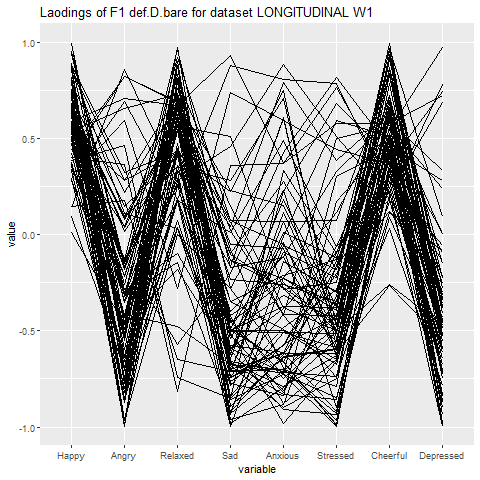 Laodings of F1 def.D.bare for dataset LONGITUDINAL W1
value
1.0
0.5
0.0
-0.5
-1.0
Happy Angry Relaxed Sad Anxious Stressed Cheerful Depressed
variable